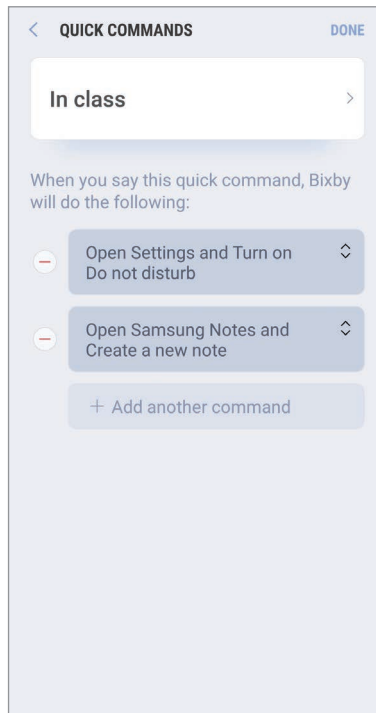 QUICK COMMANDS
DONE
In class
When you say this quick command, Bixby
will do the following:
Open Settings and Turn on
Do not disturb
Open Samsung Notes and
Create a new note
+ Add another command